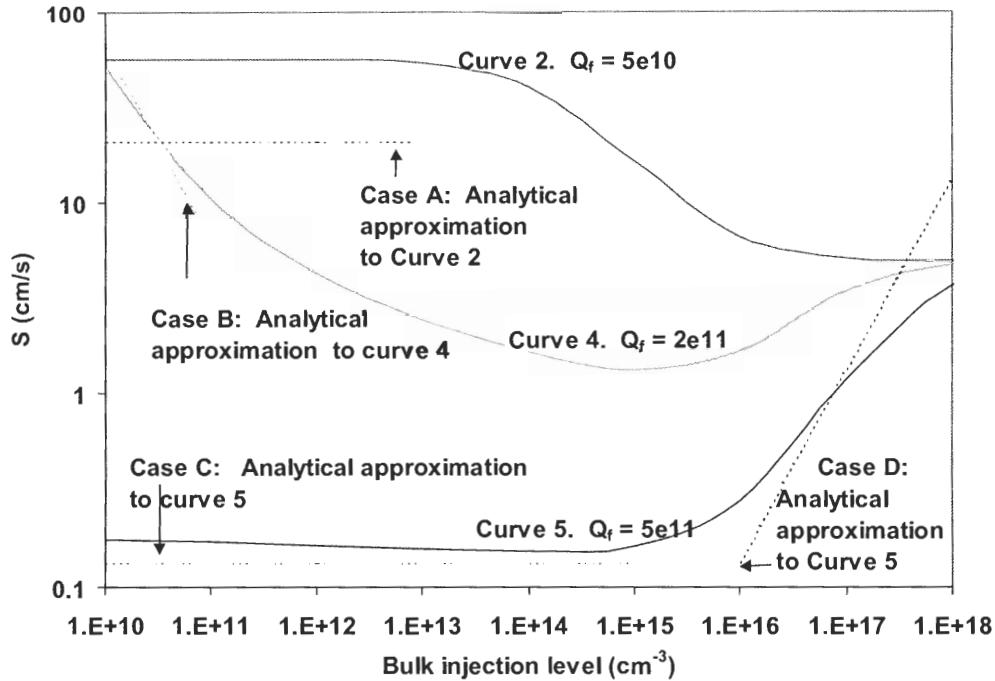 100
Curve 2. Qf = 5e10
Case A: Analytical
approximation
to Curve 2
10
S (cm/s)
Case B: Analytical
approximation to curve 4
Curve 4. Qf = 2e11
1
Case C: Analytical approximation
to curve 5
Case D:
Analytical
approximation
to Curve 5
Curve 5. Qf = 5e11
0.1
1.E+10 1.E+11 1.E+12 1.E+13 1.E+14 1.E+15 1.E+16 1.E+17 1.E+18
Bulk injection level (cm-3)